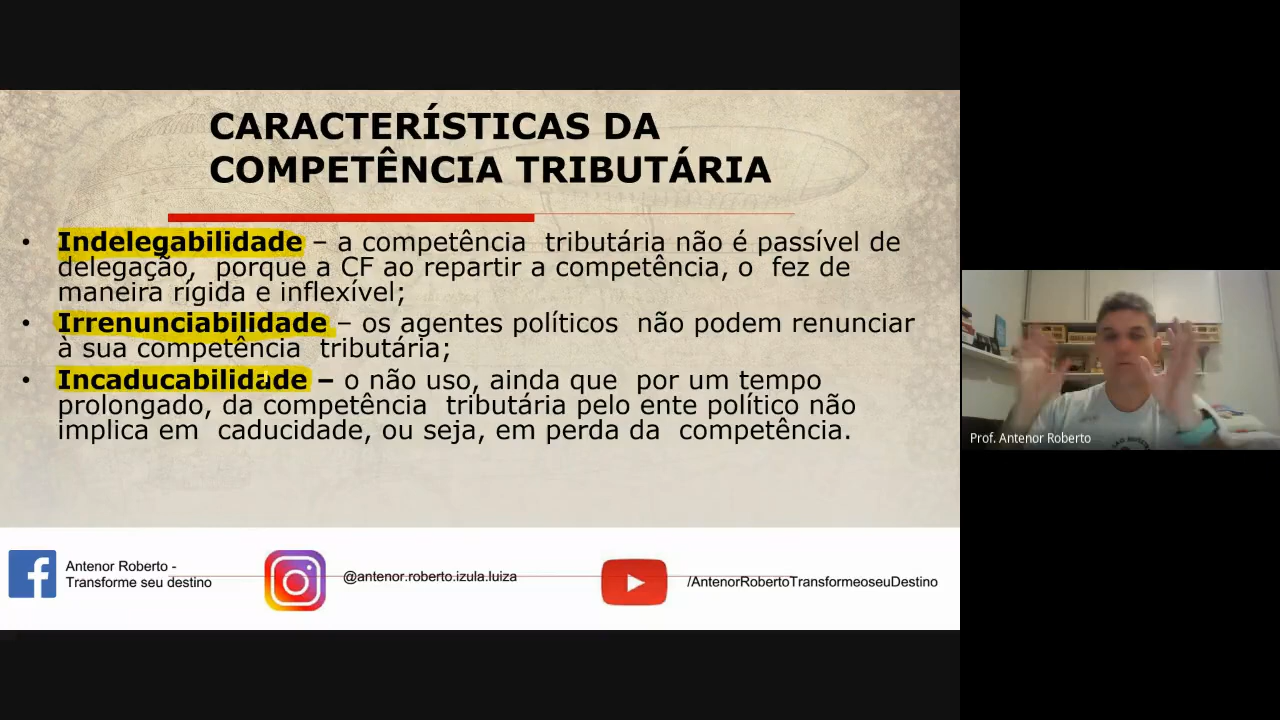 CARACTERÍSTICAS DA
COMPETÊNCIA TRIBUTÁRIA
• Indelegabilidade – a competência tributária não é passível de
delegação, porque a CF ao repartir a competência, o fez de
maneira rígida e inflexível;
• Irrenunciabilidade – os agentes políticos não podem renunciar
à sua competência tributária;
• Incaducabilidade – o não uso, ainda que por um tempo
prolongado, da competência tributária pelo ente político não
implica em caducidade, ou seja, em perda da competência.
Antenor Roberto -
Transforme seu destino
@antenor.roberto.izula.luiza
/AntenorRobertoTransformeoseuDestino
Prof. Antenor Roberto